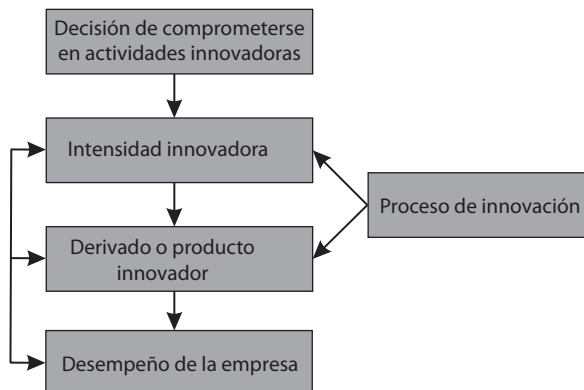 Decisión de comprometerse
en actividades innovadoras
Intensidad innovadora
Proceso de innovación
Derivado o producto
innovador
Desempeño de la empresa